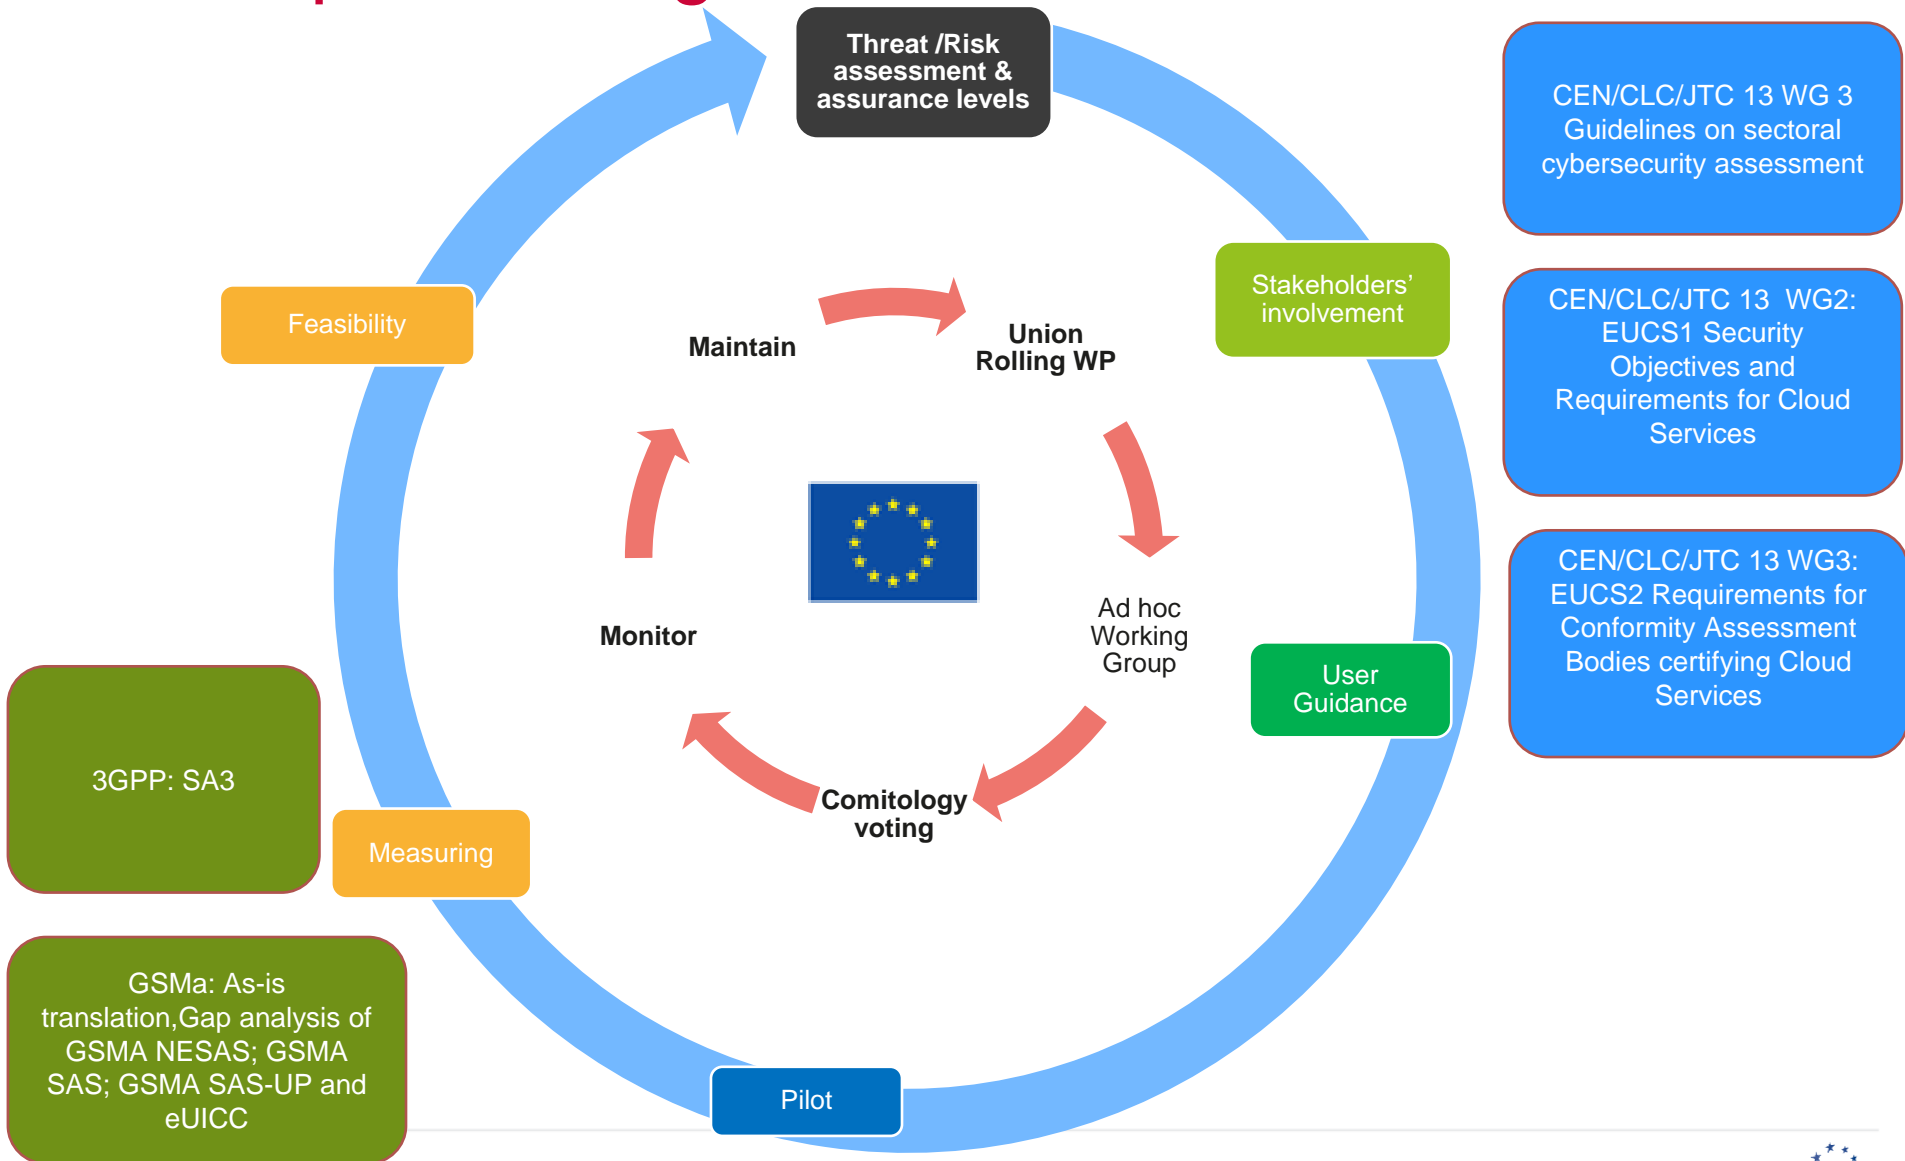 Threat /Risk
assessment &
assurance levels
CEN/CLC/JTC 13 WG 3
Guidelines on sectoral
cybersecurity assessment
Stakeholders'
involvement
Feasibility
CEN/CLC/JTC 13  WG2:
EUCS1 Security
Objectives and
Requirements for Cloud
Services
Maintain
Union
Rolling WP
CEN/CLC/JTC 13 WG3:
EUCS2 Requirements for
Conformity Assessment
Bodies certifying Cloud
Services
Ad hoc
Working
Group
Monitor
User
Guidance
3GPP: SA3
Comitology
voting
Measuring
GSMa: As-is
translation,Gap analysis of
GSMA NESAS; GSMA
SAS; GSMA SAS-UP and
eUICC
Pilot